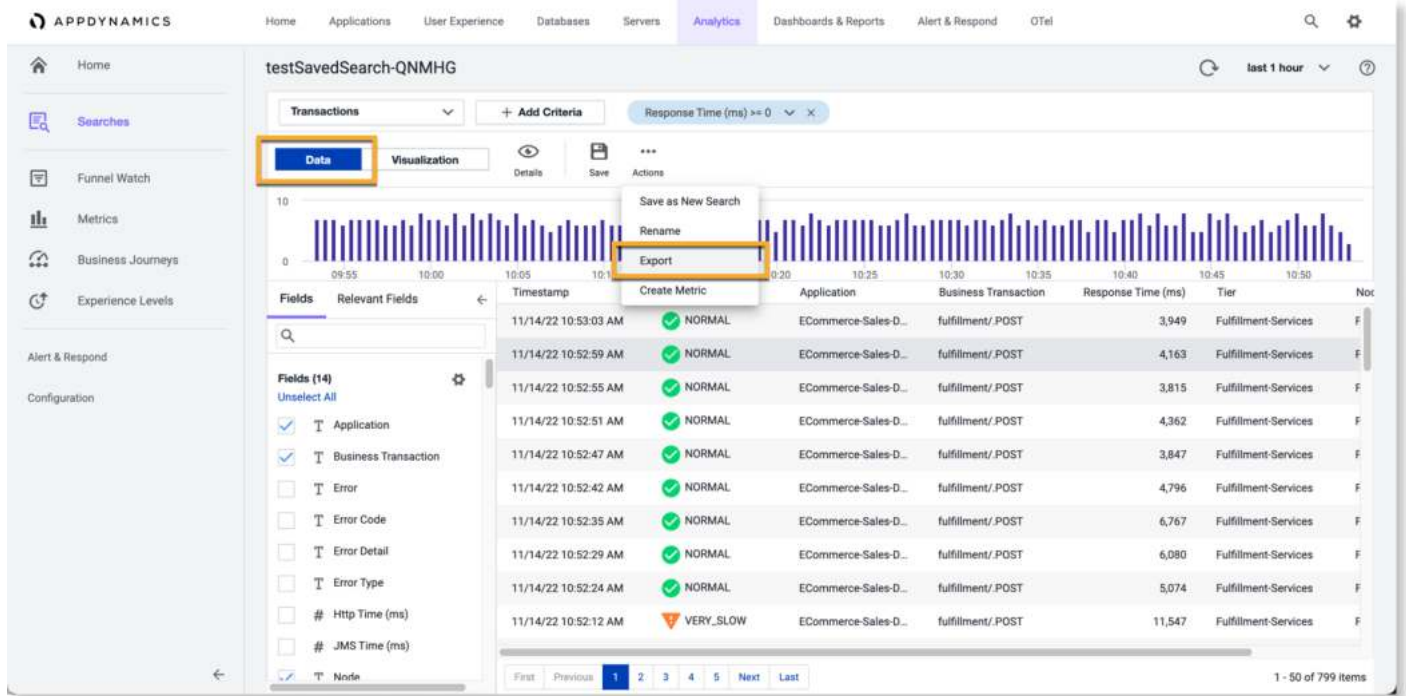 APPDYNAMICS
Home Applications User Experience Databases Servers Analytics Dashboards & Reports Alert & Respond OTel
Home
Searches
Funnel Watch
Metrics
Business Journeys
Experience Levels
Alert & Respond
Configuration
testSavedSearch-QNMHG
last 1 hour
Transactions + Add Criteria Response Time (ms) >= 0
Data Visualization
Details Save Actions
Save as New Search
Rename
Export
Create Metric
10
0
09:55 10:00 10:05 10:25 10:30 10:35 10:40 10:45 10:50
Fields Relevant Fields
Fields (14)
Unselect All
T Application
T Business Transaction
T Error
T Error Code
T Error Detail
T Error Type
# Http Time (ms)
# JMS Time (ms)
T Node
Timestamp Application Business Transaction Response Time (ms) Tier
11/14/22 10:53:03 AM NORMAL ECommerce-Sales-D... fulfillment/.POST 3,949 Fulfillment-Services
11/14/22 10:52:59 AM NORMAL ECommerce-Sales-D... fulfillment/.POST 4,163 Fulfillment-Services
11/14/22 10:52:55 AM NORMAL ECommerce-Sales-D... fulfillment/.POST 3,815 Fulfillment-Services
11/14/22 10:52:51 AM NORMAL ECommerce-Sales-D... fulfillment/.POST 4,362 Fulfillment-Services
11/14/22 10:52:47 AM NORMAL ECommerce-Sales-D... fulfillment/.POST 3,847 Fulfillment-Services
11/14/22 10:52:42 AM NORMAL ECommerce-Sales-D... fulfillment/.POST 4,796 Fulfillment-Services
11/14/22 10:52:35 AM NORMAL ECommerce-Sales-D... fulfillment/.POST 6,767 Fulfillment-Services
11/14/22 10:52:29 AM NORMAL ECommerce-Sales-D... fulfillment/.POST 6,080 Fulfillment-Services
11/14/22 10:52:24 AM NORMAL ECommerce-Sales-D... fulfillment/.POST 5,074 Fulfillment-Services
11/14/22 10:52:12 AM VERY_SLOW ECommerce-Sales-D... fulfillment/.POST 11,547 Fulfillment-Services
First Previous 1 2 3 4 5 Next Last
1 - 50 of 799 items